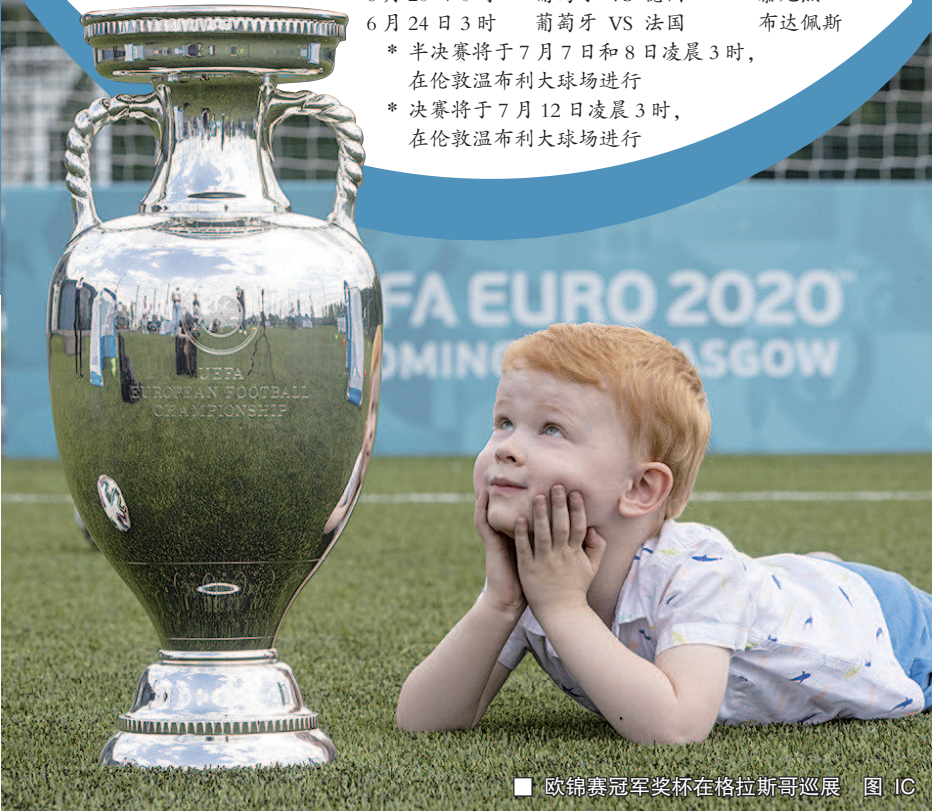 6 月 24 日 3 时 葡萄牙 VS 法国 布达佩斯
* 半决赛将于 7 月 7 日和 8 日凌晨 3 时，
在伦敦温布利大球场进行
* 决赛将于 7 月 12 日凌晨 3 时，
在伦敦温布利大球场进行
FA EURO 2020
OMING
ASGOW
UEFA
EUROPEAN FOOTBALL
CHAMPIONSHIP
■ 欧锦赛冠军奖杯在格拉斯哥巡展 图 IC